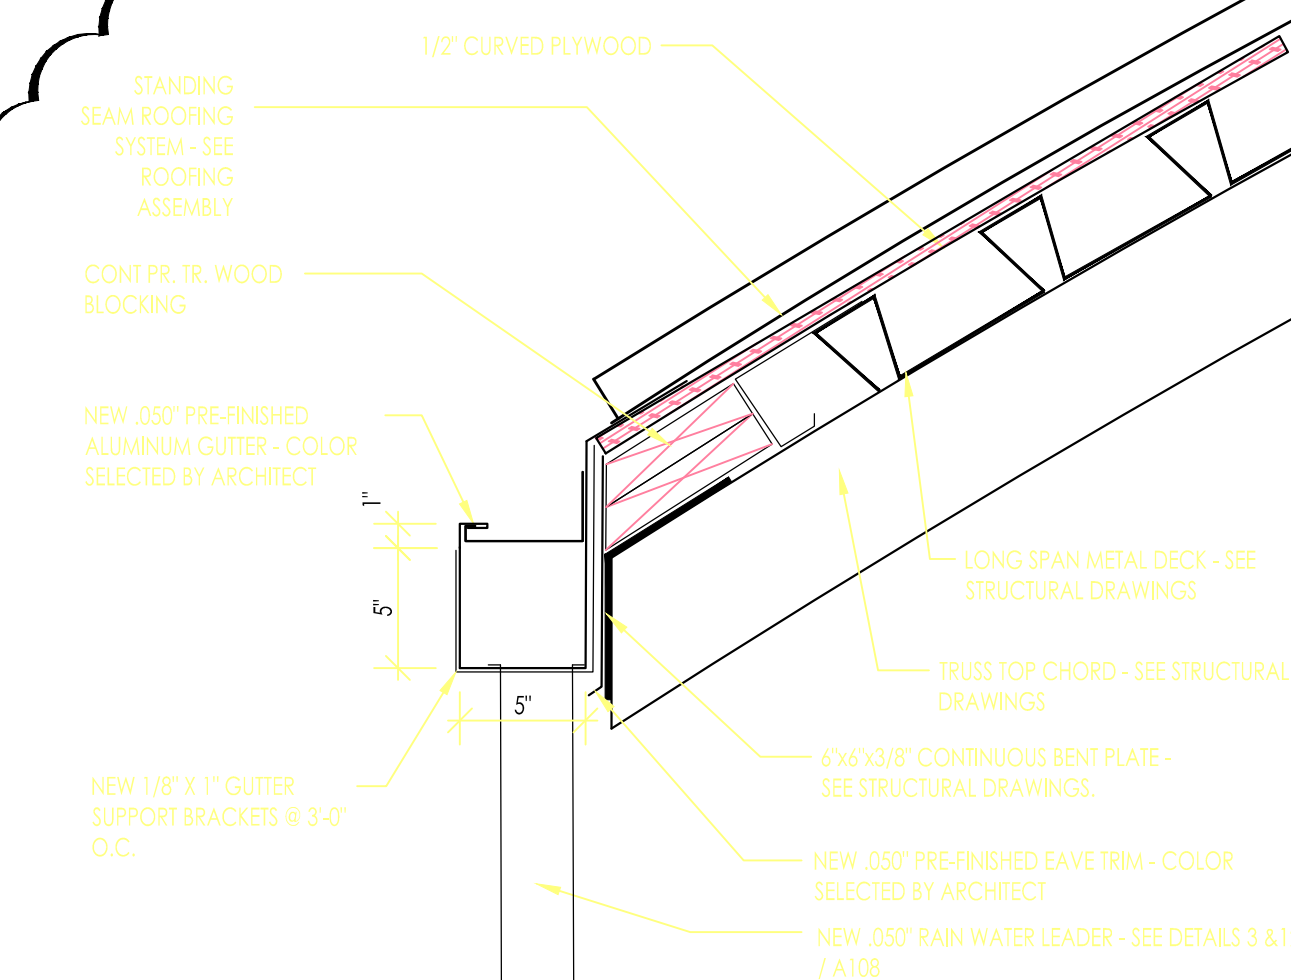 1/2" CURVED PLYWOOD
STANDING
SEAM ROOFING
SYSTEM - SEE
ROOFING
ASSEMBLY
CONT PR. TR. WOOD
BLOCKING
NEW .050" PRE-FINISHED
ALUMINUM GUTTER - COLOR
SELECTED BY ARCHITECT
1"
5"
5"
LONG SPAN METAL DECK - SEE
STRUCTURAL DRAWINGS
TRUSS TOP CHORD - SEE STRUCTURAL
DRAWINGS
6"x6"x3/8" CONTINUOUS BENT PLATE -
SEE STRUCTURAL DRAWINGS.
NEW 1/8" X 1" GUTTER
SUPPORT BRACKETS @ 3'-0"
O.C.
NEW .050" PRE-FINISHED EAVE TRIM - COLOR
SELECTED BY ARCHITECT
NEW .050" RAIN WATER LEADER - SEE DETAILS 3 &1
/ A108